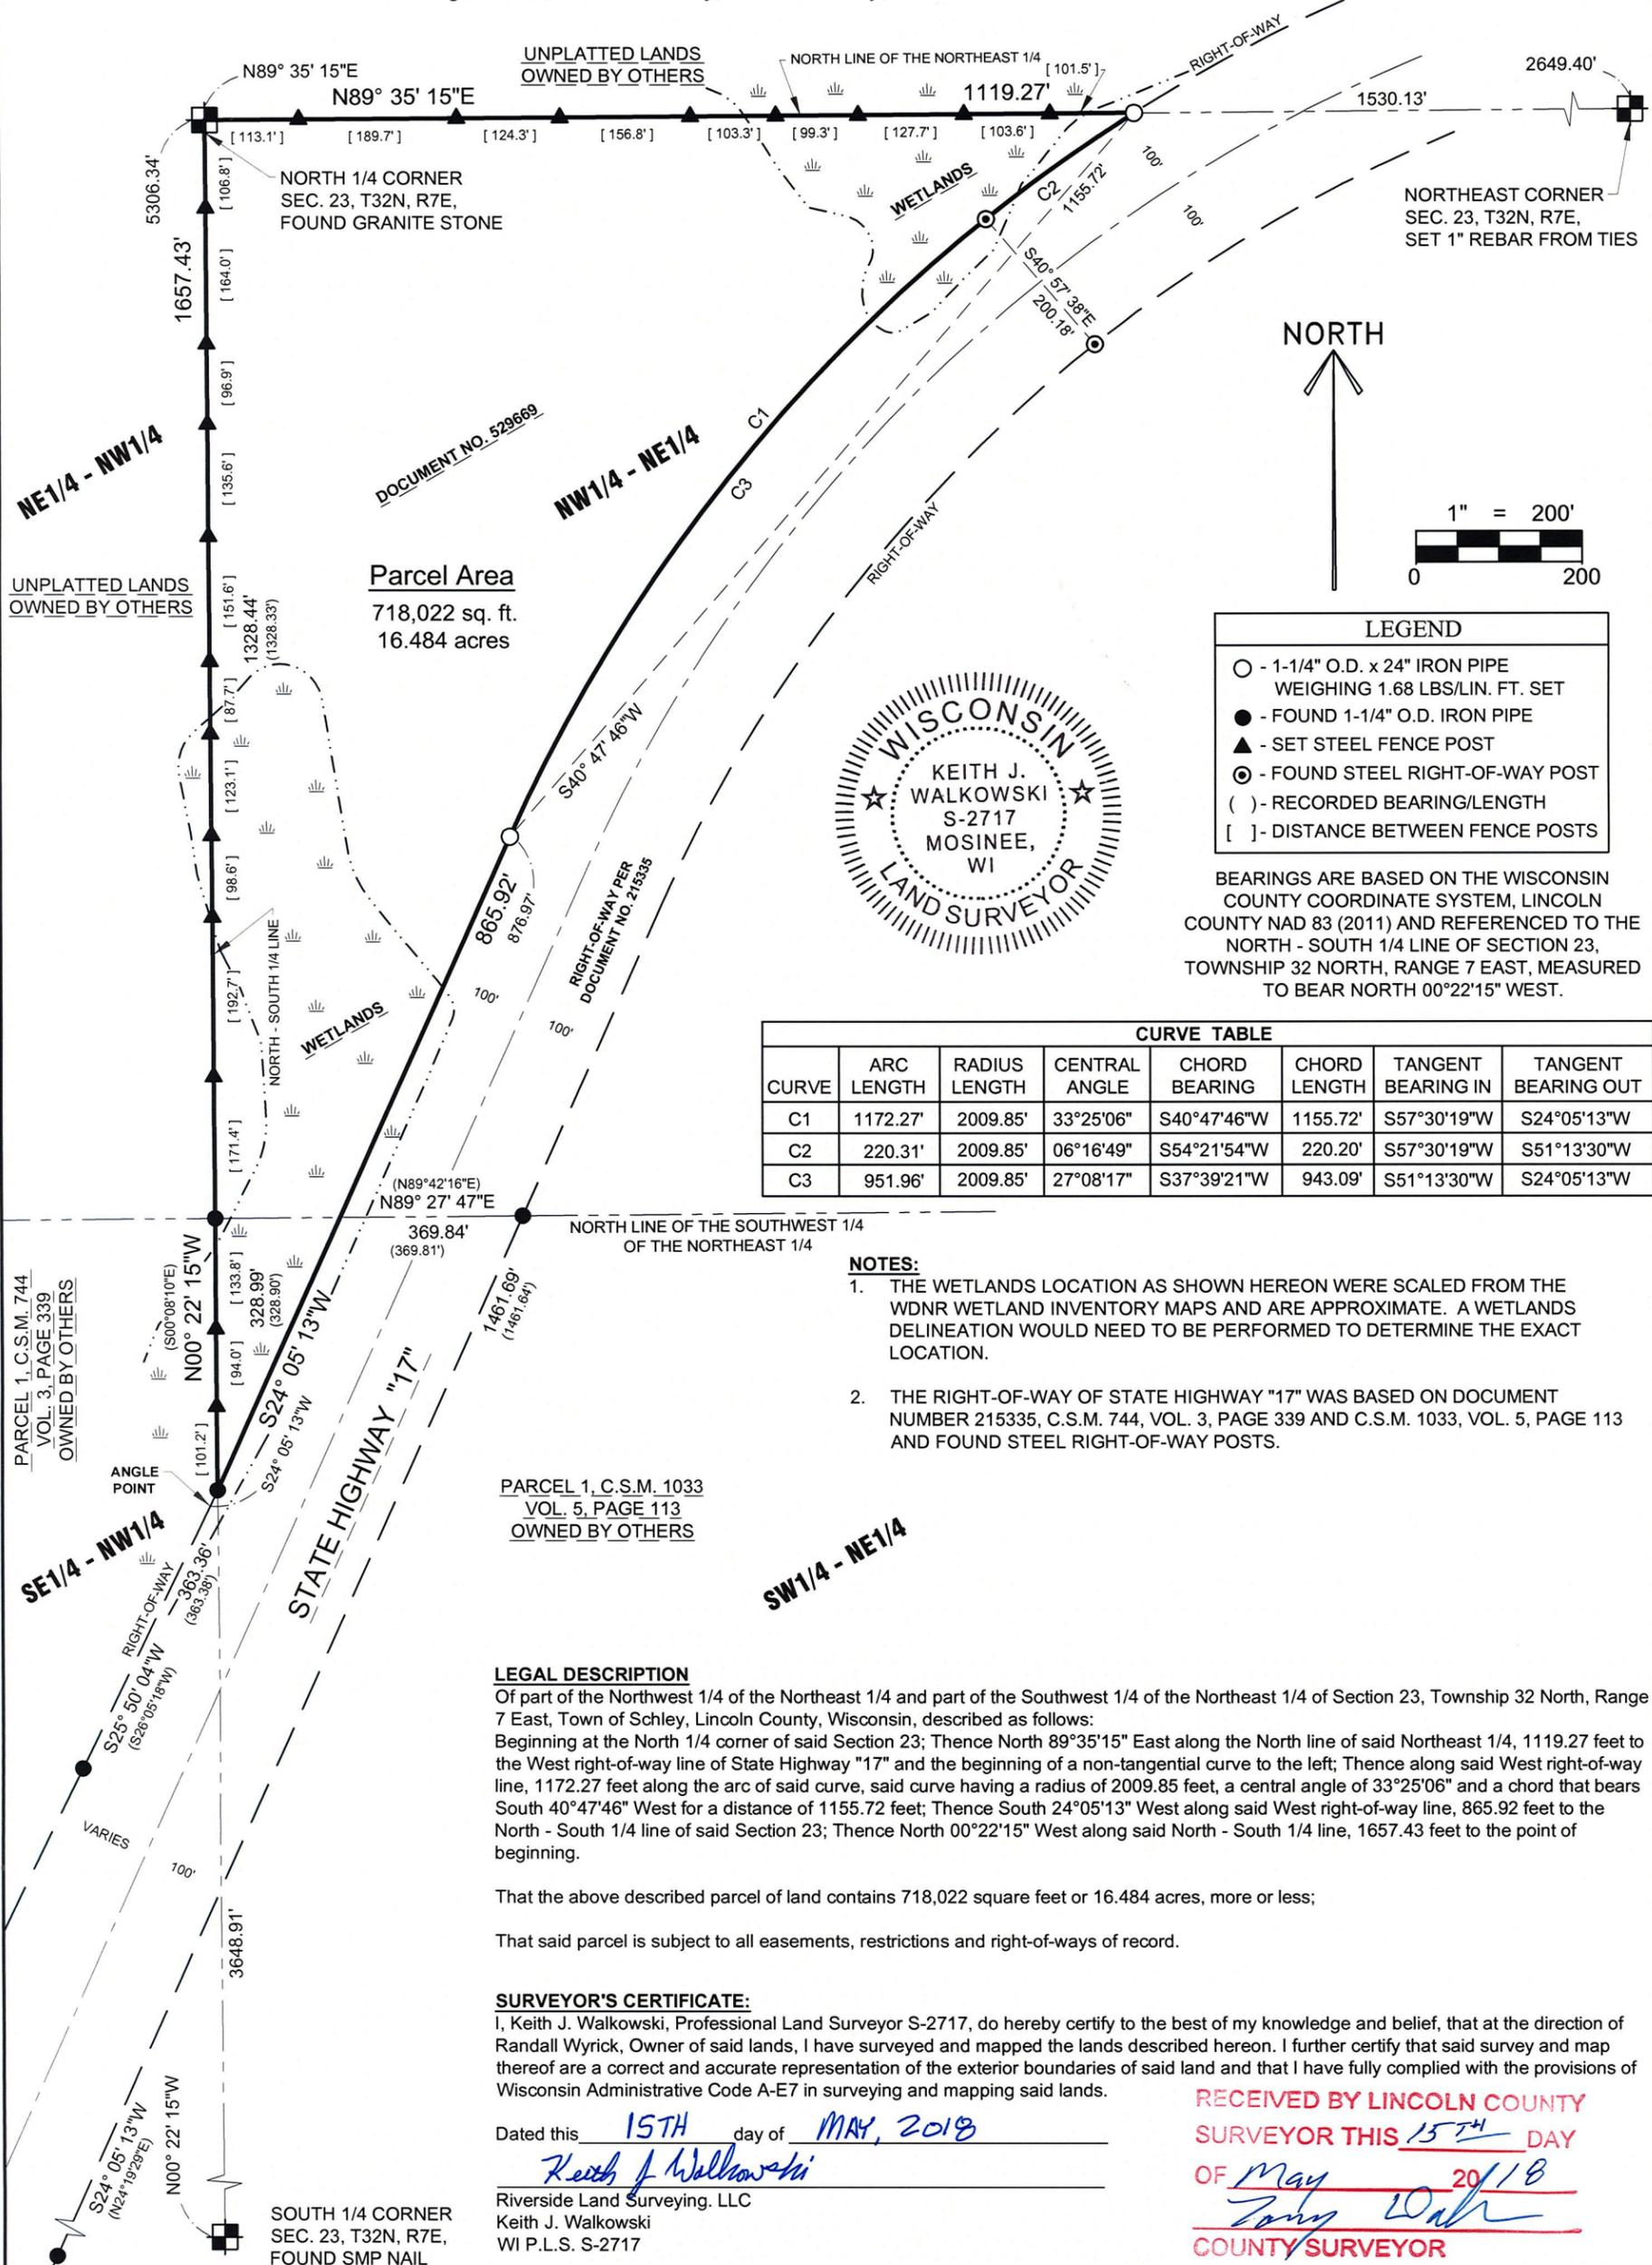 UNPLATTED LANDS
OWNED BY OTHERS
NORTH LINE OF THE NORTHEAST 1/4
[ 101.5' ]
RIGHT-OF-WAY
2649.40'
N89° 35' 15"E
N89° 35' 15"E
1119.27'
1530.13'
[ 113.1' ]
[ 189.7' ]
[ 124.3' ]
[ 156.8' ]
[ 103.3' ]
[ 99.3' ]
[ 127.7' ]
[ 103.6' ]
5306.34'
[ 106.8' ]
NORTH 1/4 CORNER
SEC. 23, T32N, R7E,
FOUND GRANITE STONE
WETLANDS
C2
1155.72'
100'
100'
NORTHEAST CORNER
SEC. 23, T32N, R7E,
SET 1" REBAR FROM TIES
1657.43'
[ 164.0' ]
S40° 57' 38"E
200.18'
NORTH
[ 96.9' ]
NE1/4 - NW1/4
DOCUMENT NO. 529669
NW1/4 - NE1/4
C1
C3
[ 135.6' ]
RIGHT-OF-WAY
1" = 200'
0 200
UNPLATTED LANDS
OWNED BY OTHERS
Parcel Area
718,022 sq. ft.
16.484 acres
[ 151.6' ]
1328.44'
(1328.33')
[ 87.7' ]
[ 123.1' ]
[ 98.6' ]
LEGEND
- 1-1/4" O.D. x 24" IRON PIPE
WEIGHING 1.68 LBS/LIN. FT. SET
- FOUND 1-1/4" O.D. IRON PIPE
- SET STEEL FENCE POST
- FOUND STEEL RIGHT-OF-WAY POST
( ) - RECORDED BEARING/LENGTH
[ ] - DISTANCE BETWEEN FENCE POSTS
WISCONSIN
KEITH J.
WALKOWSKI
S-2717
MOSINEE,
WI
LAND SURVEYOR
S40° 47' 46"W
865.92'
876.97'
RIGHT-OF-WAY PER
DOCUMENT NO. 215335
BEARINGS ARE BASED ON THE WISCONSIN
COUNTY COORDINATE SYSTEM, LINCOLN
COUNTY NAD 83 (2011) AND REFERENCED TO THE
NORTH - SOUTH 1/4 LINE OF SECTION 23,
TOWNSHIP 32 NORTH, RANGE 7 EAST, MEASURED
TO BEAR NORTH 00°22'15" WEST.
[ 192.7' ]
NORTH - SOUTH 1/4 LINE
WETLANDS
100'
100'
[ 171.4' ]
CURVE TABLE
CURVE ARC LENGTH RADIUS LENGTH CENTRAL ANGLE CHORD BEARING CHORD LENGTH TANGENT BEARING IN TANGENT BEARING OUT
C1 1172.27' 2009.85' 33°25'06" S40°47'46"W 1155.72' S57°30'19"W S24°05'13"W
C2 220.31' 2009.85' 06°16'49" S54°21'54"W 220.20' S57°30'19"W S51°13'30"W
C3 951.96' 2009.85' 27°08'17" S37°39'21"W 943.09' S51°13'30"W S24°05'13"W
(N89°42'16"E)
N89° 27' 47"E
369.84'
(369.81')
NORTH LINE OF THE SOUTHWEST 1/4
OF THE NORTHEAST 1/4
PARCEL 1, C.S.M. 744
VOL. 3, PAGE 339
OWNED BY OTHERS
(S00°08'10"E)
N00° 22' 15"W
[ 133.8' ]
328.99'
(328.90')
[ 94.0' ]
[ 101.2' ]
S24° 05' 13"W
S24° 05' 13"W
1461.69'
(1461.64')
STATE HIGHWAY "17"
ANGLE
POINT
NOTES:
1. THE WETLANDS LOCATION AS SHOWN HEREON WERE SCALED FROM THE
WDNR WETLAND INVENTORY MAPS AND ARE APPROXIMATE. A WETLANDS
DELINEATION WOULD NEED TO BE PERFORMED TO DETERMINE THE EXACT
LOCATION.
2. THE RIGHT-OF-WAY OF STATE HIGHWAY "17" WAS BASED ON DOCUMENT
NUMBER 215335, C.S.M. 744, VOL. 3, PAGE 339 AND C.S.M. 1033, VOL. 5, PAGE 113
AND FOUND STEEL RIGHT-OF-WAY POSTS.
PARCEL 1, C.S.M. 1033
VOL. 5, PAGE 113
OWNED BY OTHERS
SE1/4 - NW1/4
SW1/4 - NE1/4
RIGHT-OF-WAY
363.36'
(363.38')
S25° 50' 04"W
(S26°05'18"W)
VARIES
100'
3648.91'
LEGAL DESCRIPTION
Of part of the Northwest 1/4 of the Northeast 1/4 and part of the Southwest 1/4 of the Northeast 1/4 of Section 23, Township 32 North, Range
7 East, Town of Schley, Lincoln County, Wisconsin, described as follows:
Beginning at the North 1/4 corner of said Section 23; Thence North 89°35'15" East along the North line of said Northeast 1/4, 1119.27 feet to
the West right-of-way line of State Highway "17" and the beginning of a non-tangential curve to the left; Thence along said West right-of-way
line, 1172.27 feet along the arc of said curve, said curve having a radius of 2009.85 feet, a central angle of 33°25'06" and a chord that bears
South 40°47'46" West for a distance of 1155.72 feet; Thence South 24°05'13" West along said West right-of-way line, 865.92 feet to the
North - South 1/4 line of said Section 23; Thence North 00°22'15" West along said North - South 1/4 line, 1657.43 feet to the point of
beginning.
That the above described parcel of land contains 718,022 square feet or 16.484 acres, more or less;
That said parcel is subject to all easements, restrictions and right-of-ways of record.
SURVEYOR'S CERTIFICATE:
I, Keith J. Walkowski, Professional Land Surveyor S-2717, do hereby certify to the best of my knowledge and belief, that at the direction of
Randall Wyrick, Owner of said lands, I have surveyed and mapped the lands described hereon. I further certify that said survey and map
thereof are a correct and accurate representation of the exterior boundaries of said land and that I have fully complied with the provisions of
Wisconsin Administrative Code A-E7 in surveying and mapping said lands.
Dated this 15TH day of MAY, 2018
Keith J Walkowski
Riverside Land Surveying. LLC
Keith J. Walkowski
WI P.L.S. S-2717
RECEIVED BY LINCOLN COUNTY
SURVEYOR THIS 15TH DAY
OF May 2018
COUNTY SURVEYOR
N00° 22' 15"W
S24° 05' 13"W
(N24°19'29"E)
SOUTH 1/4 CORNER
SEC. 23, T32N, R7E,
FOUND SMP NAIL